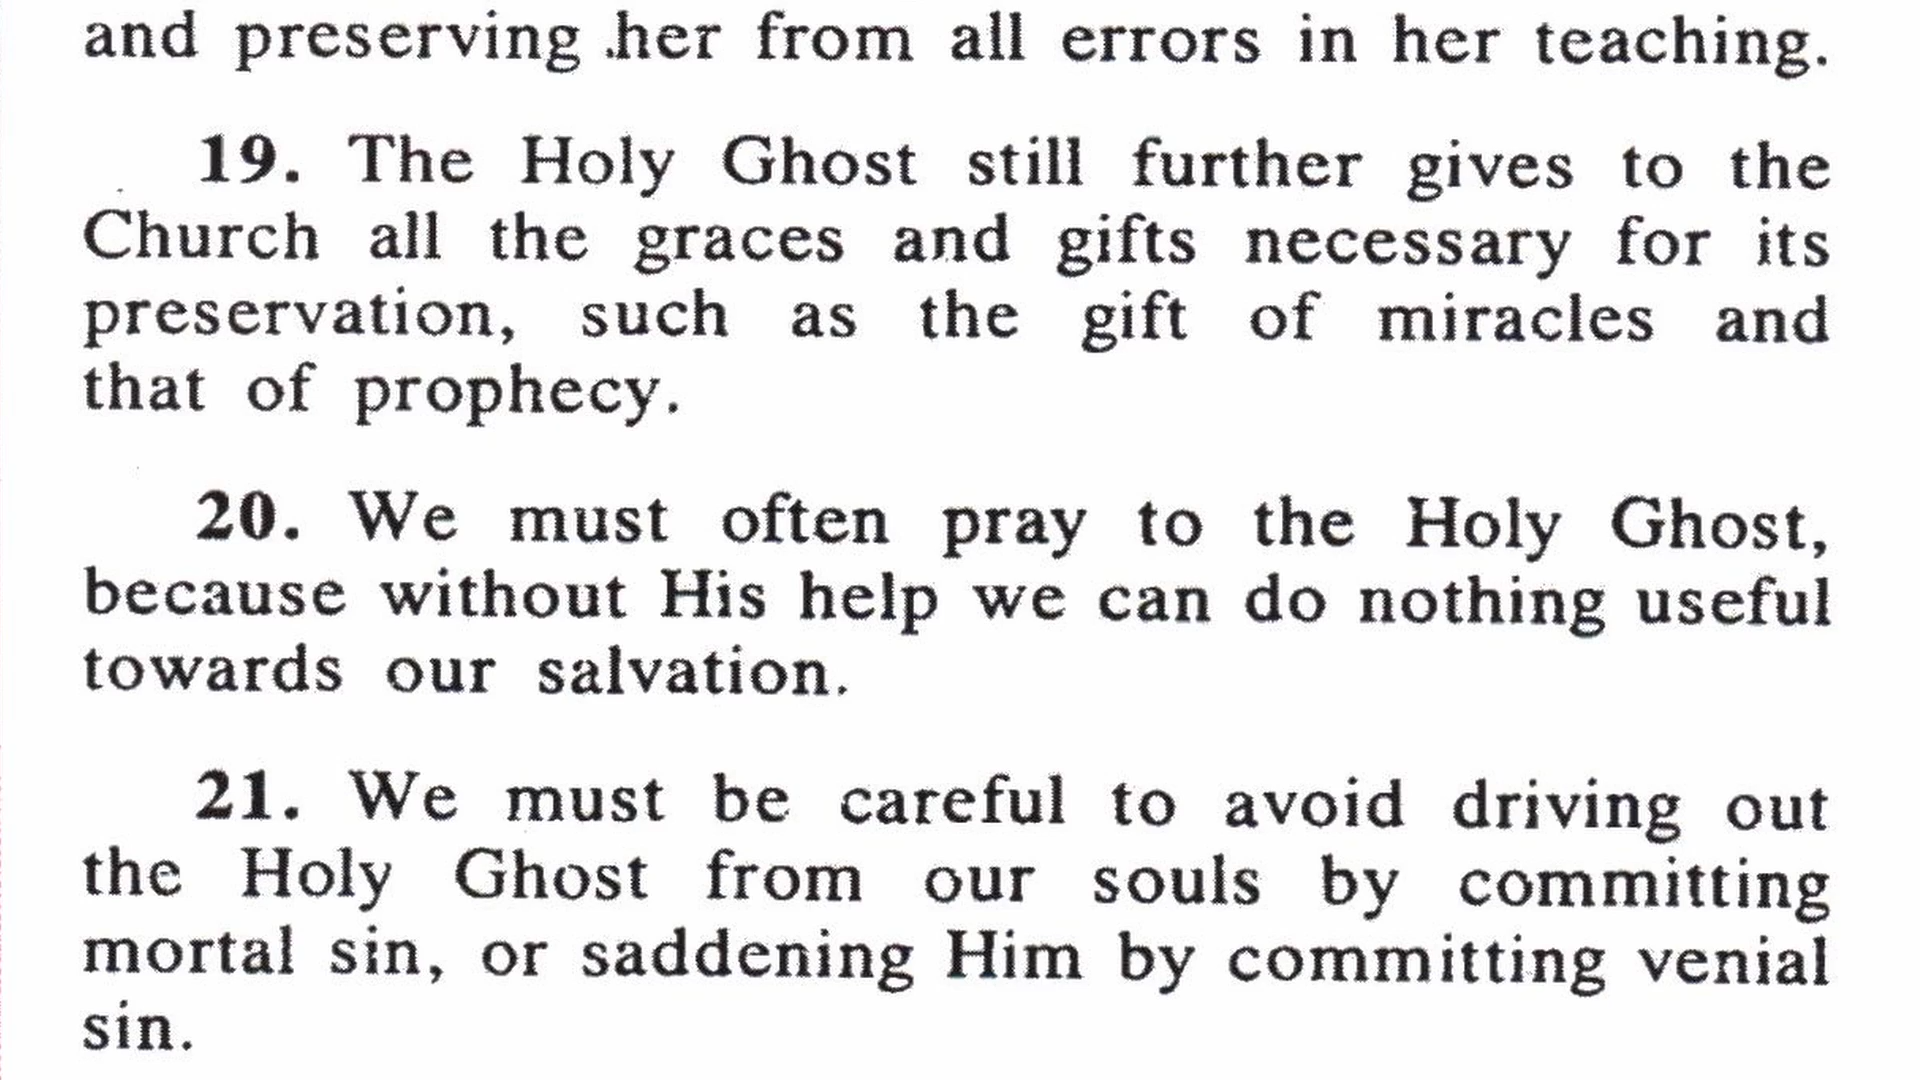 and preserving her from all errors in her teaching.
19. The Holy Ghost still further gives to the
Church all the graces and gifts necessary for its
preservation, such as the gift of miracles and
that of prophecy.
20. We must often pray to the Holy Ghost,
because without His help we can do nothing useful
towards our salvation.
21. We must be careful to avoid driving out
the Holy Ghost from our souls by committing
mortal sin, or saddening Him by committing venial
sin.